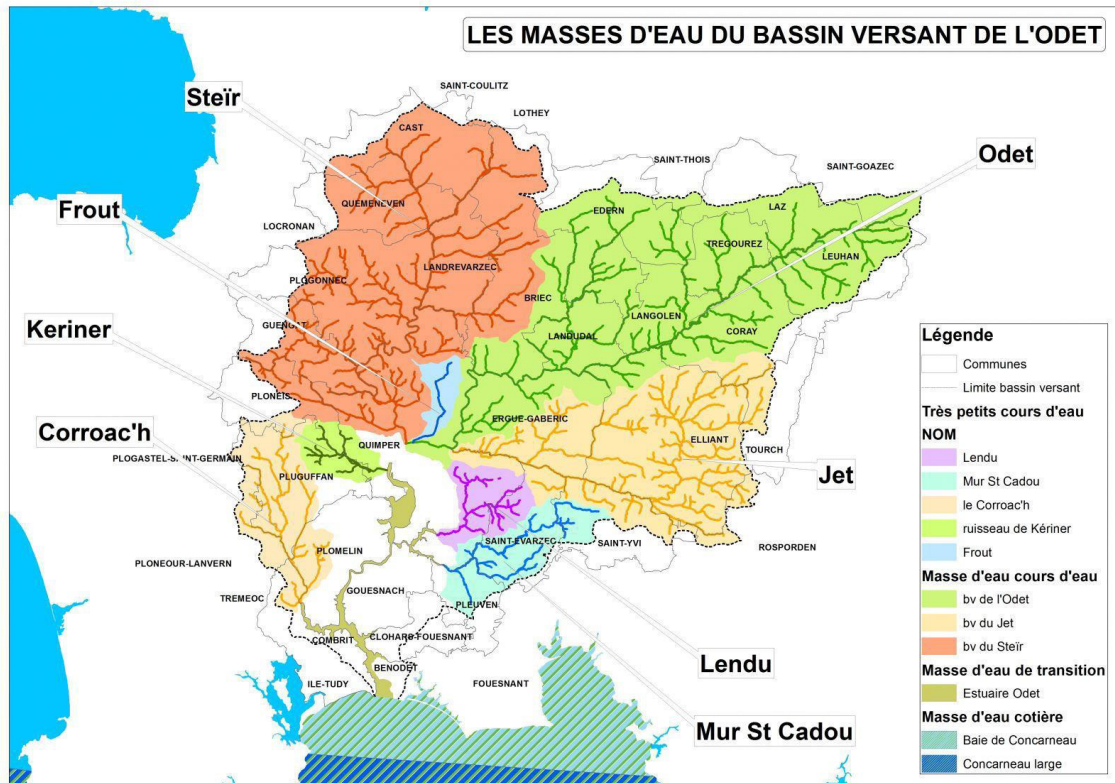 LES MASSES D'EAU DU BASSIN VERSANT DE L'ODET
SAINT-COULITZ
Steïr
LOTHEY
CAST
SAINT-THOIS
Odet
SAINT-GOAZEC
Frout
QUEMENEVEN
EDERN
LAZ
LOCRONAN
TREGOUREZ
LEUHAN
LANDREVARZEC
PLOGONNEC
BRIEC
LANGOLEN
Keriner
GUENGAT
LANDUDAL
CORAY
PLONEIS
ERGUE-GABERIC
Corroac'h
QUIMPER
ELLIANT
TOURCH
PLOGASTEL-SAINT-GERMAIN
PLUGUFFAN
Jet
SAINT-EVARZEC
SAINT-YVI
ROSPORDEN
PLOMELIN
PLONEOUR-LANVERN
GOUESNACH
TREMEOC
PLEUVEN
COMBRIT
CLOHARS-FOUESNANT
Lendu
BENODET
ILE-TUDY
FOUESNANT
Mur St Cadou
Légende
Communes
Limite bassin versant
Très petits cours d'eau
NOM
Lendu
Mur St Cadou
le Corroac'h
ruisseau de Kériner
Frout
Masse d'eau cours d'eau
bv de l'Odet
bv du Jet
bv du Steïr
Masse d'eau de transition
Estuaire Odet
Masse d'eau cotière
Baie de Concarneau
Concarneau large